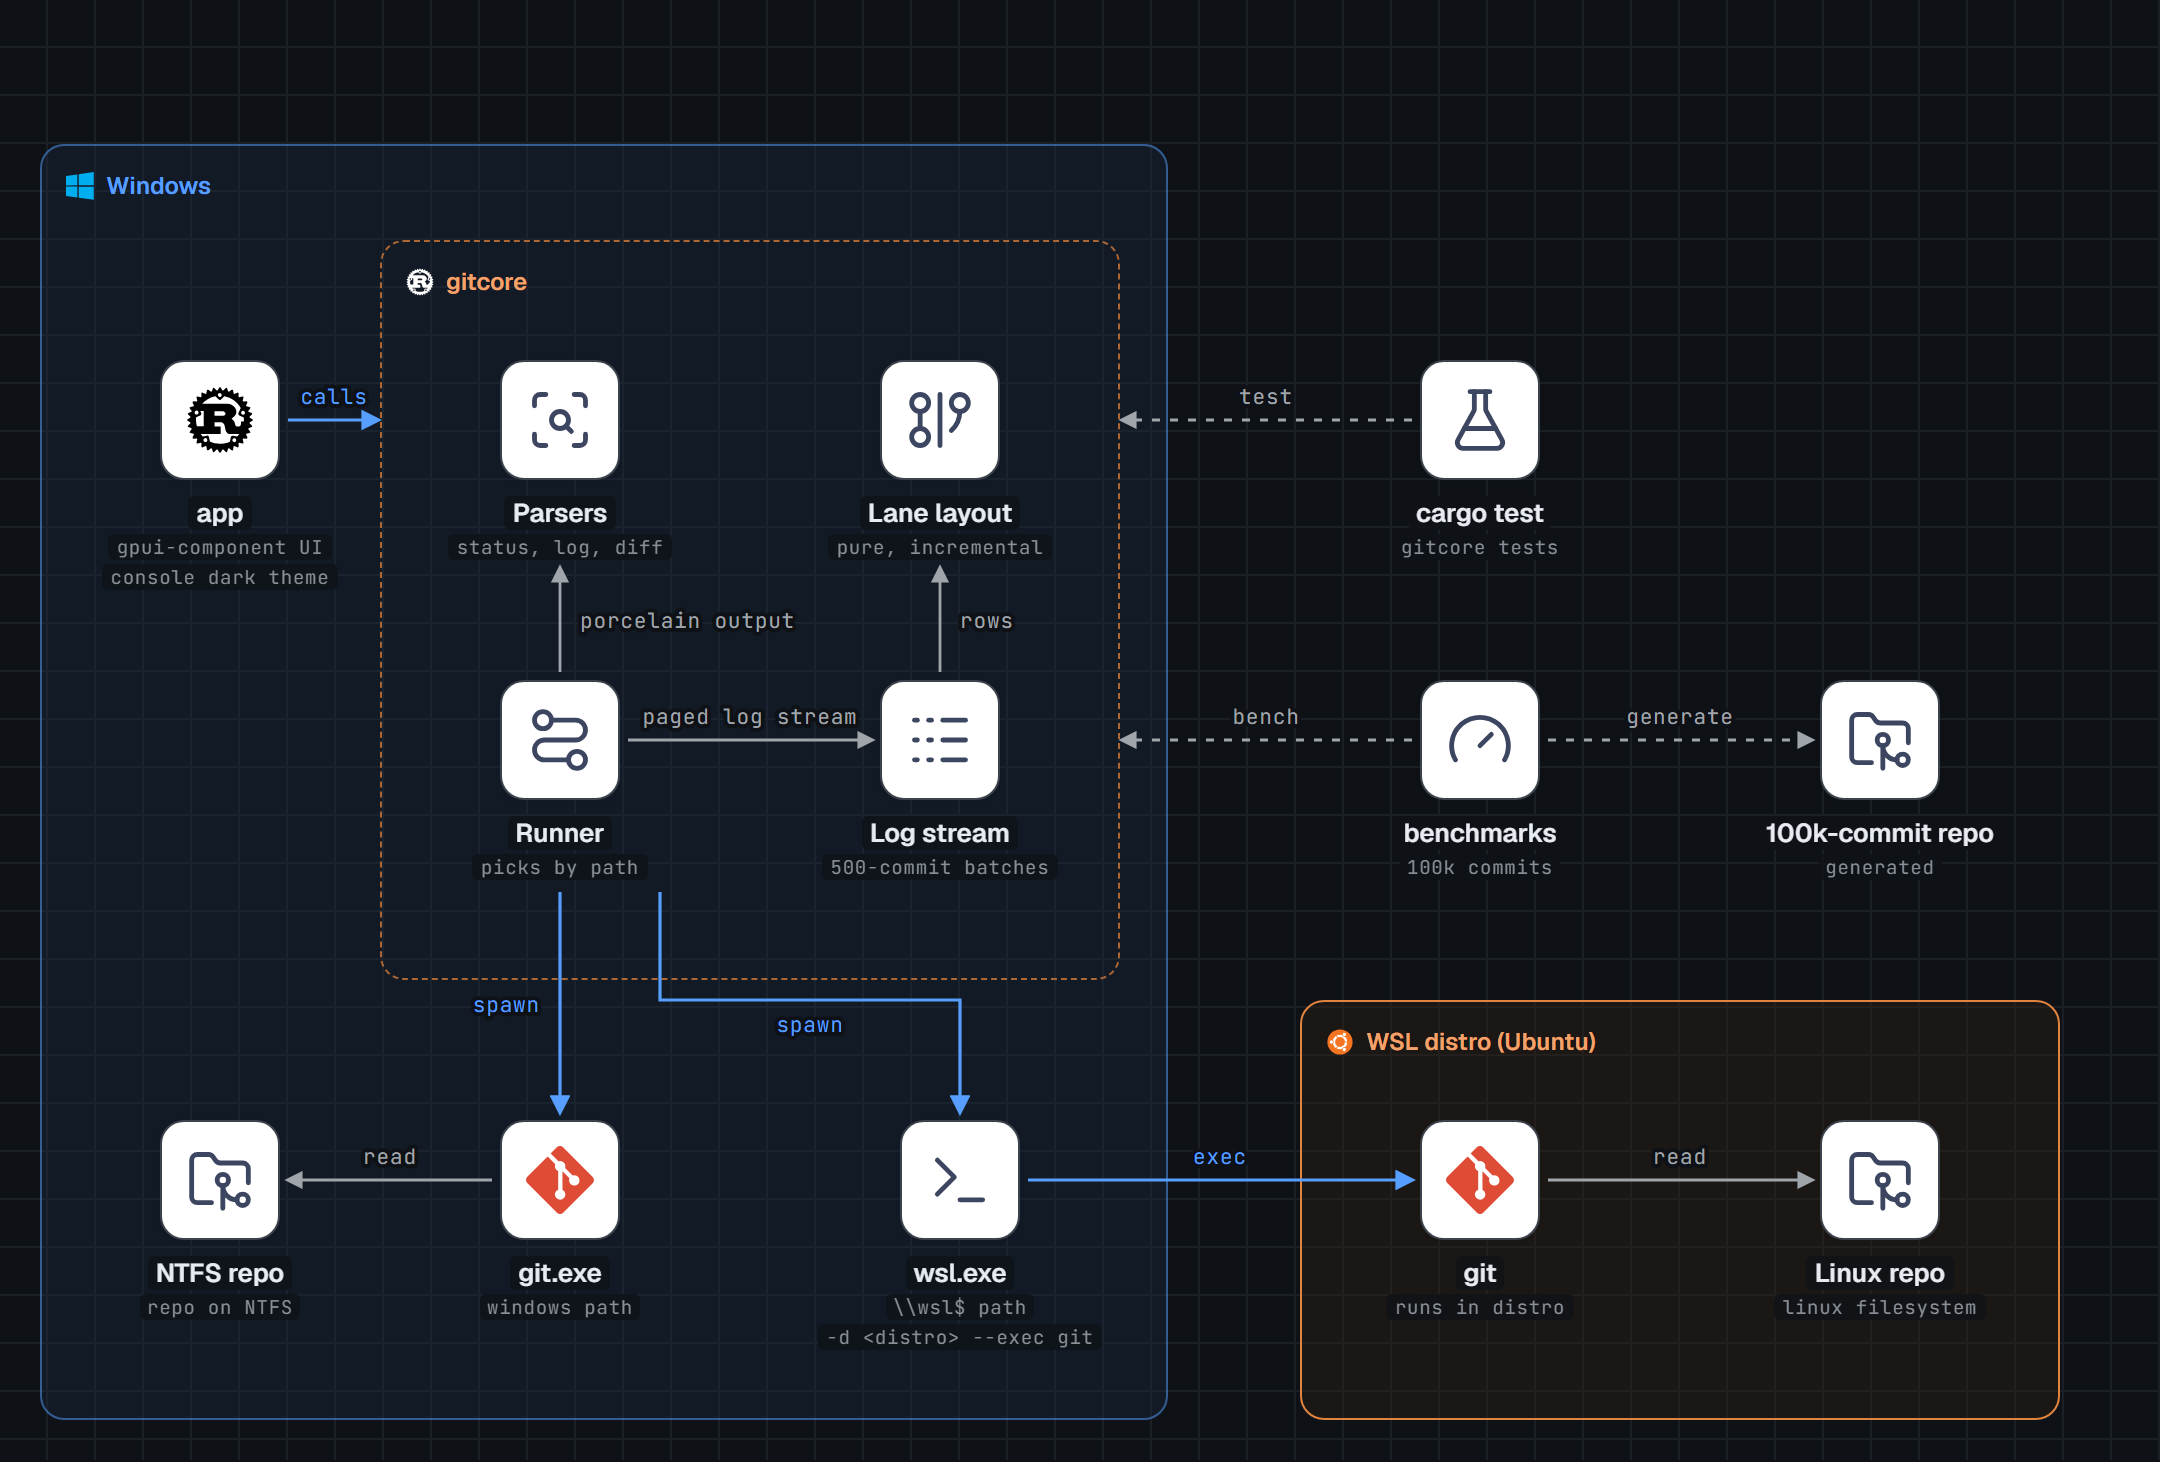 Windows
gitcore
calls
test
app
gpui-component UI
console dark theme
Parsers
status, log, diff
Lane layout
pure, incremental
cargo test
gitcore tests
porcelain output
rows
paged log stream
bench
generate
Runner
picks by path
Log stream
500-commit batches
benchmarks
100k commits
100k-commit repo
generated
spawn
spawn
WSL distro (Ubuntu)
read
exec
read
NTFS repo
repo on NTFS
git.exe
windows path
wsl.exe
\\wsl$ path
-d <distro> --exec git
git
runs in distro
Linux repo
linux filesystem